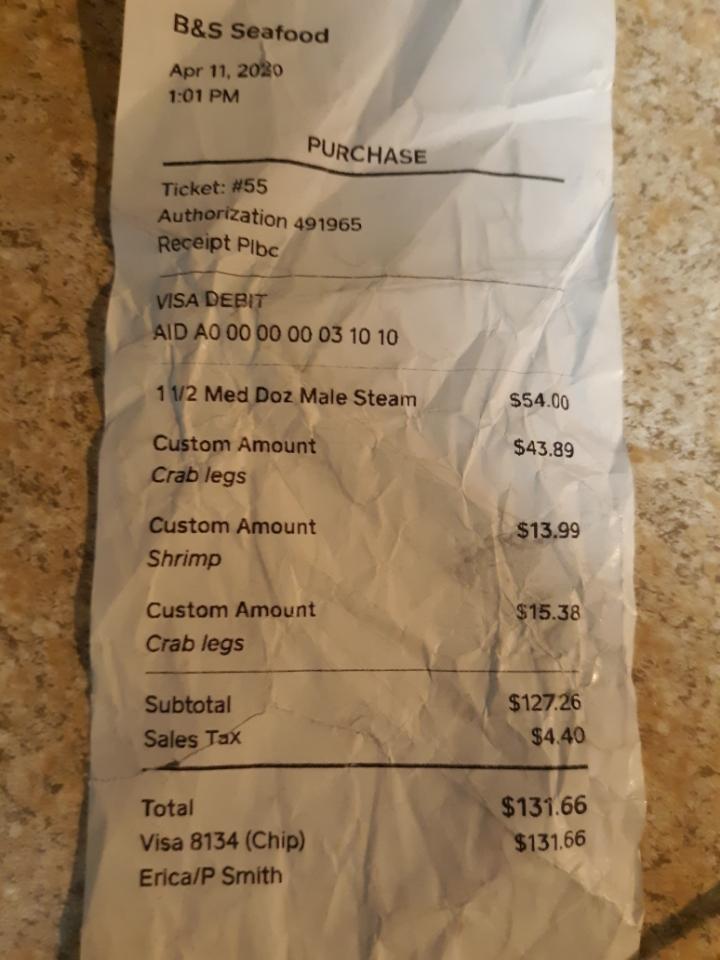 B&S Seafood
Apr 11, 2020
1:01 PM
PURCHASE
Ticket: #55
Authorization 491965
Receipt Plbc
VISA DEBIT
AID A0 00 00 00 03 10 10
1 1/2 Med Doz Male Steam $54.00
Custom Amount $43.89
Crab legs
Custom Amount $13.99
Shrimp
Custom Amount $15.38
Crab legs
Subtotal $127.26
Sales Tax $4.40
Total $131.66
Visa 8134 (Chip) $131.66
Erica/P Smith